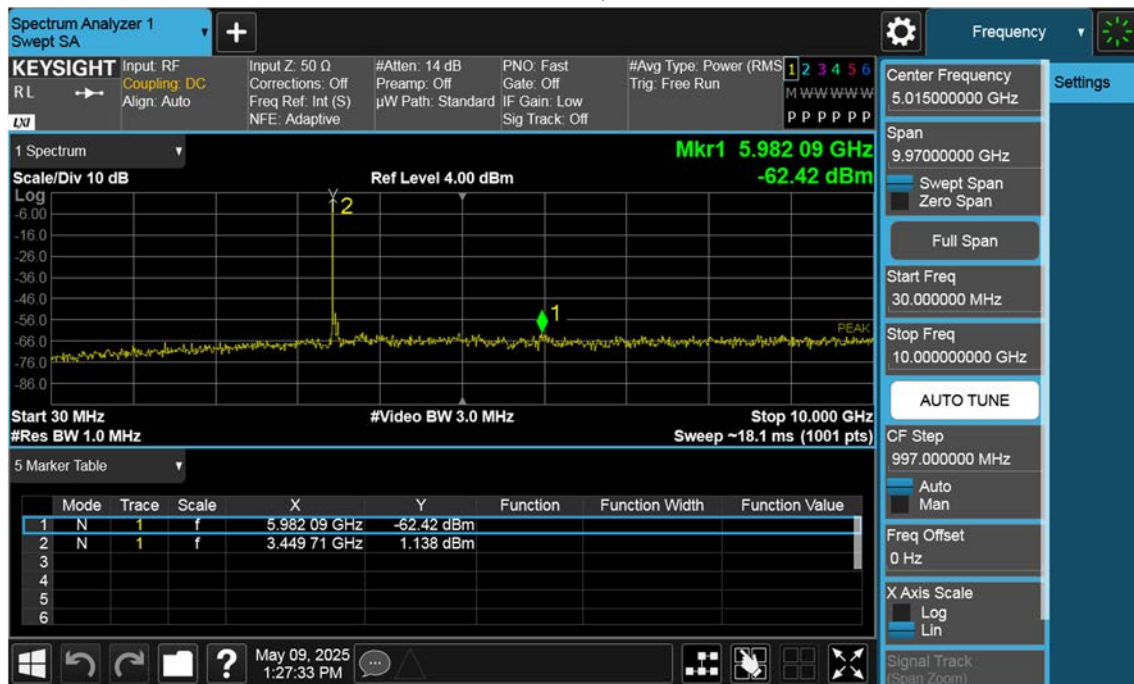 Spectrum Analyzer 1
Swept SA
Frequency
KEYSIGHT
RL
LXI
Input: RF
Coupling: DC
Align: Auto
Input Z: 50 Ω
Corrections: Off
Freq Ref: Int (S)
NFE: Adaptive
#Atten: 14 dB
Preamp: Off
µW Path: Standard
PNO: Fast
Gate: Off
IF Gain: Low
Sig Track: Off
#Avg Type: Power (RMS
Trig: Free Run
1 2 3 4 5 6
M W W W W W
P P P P P P
1 Spectrum
Mkr1 5.982 09 GHz
-62.42 dBm
Scale/Div 10 dB
Ref Level 4.00 dBm
Log
-6.00
-16.0
-26.0
-36.0
-46.0
-56.0
-66.0
-76.0
-86.0
2
1
PEAK
Start 30 MHz
#Video BW 3.0 MHz
Stop 10.000 GHz
#Res BW 1.0 MHz
Sweep ~18.1 ms (1001 pts)
5 Marker Table
Mode Trace Scale X Y Function Function Width Function Value
1 N 1 f 5.982 09 GHz -62.42 dBm
2 N 1 f 3.449 71 GHz 1.138 dBm
3
4
5
6
?
May 09, 2025
1:27:33 PM
Center Frequency
5.015000000 GHz
Span
9.97000000 GHz
Swept Span
Zero Span
Full Span
Start Freq
30.000000 MHz
Stop Freq
10.000000000 GHz
AUTO TUNE
CF Step
997.000000 MHz
Auto
Man
Freq Offset
0 Hz
X Axis Scale
Log
Lin
Signal Track
(Span Zoom)
Settings